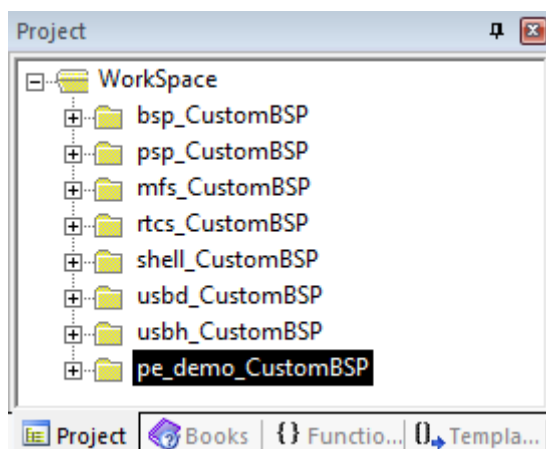 Project
WorkSpace
bsp_CustomBSP
psp_CustomBSP
mfs_CustomBSP
rtcs_CustomBSP
shell_CustomBSP
usbd_CustomBSP
usbh_CustomBSP
pe_demo_CustomBSP
Project Books {} Functio... Templa...